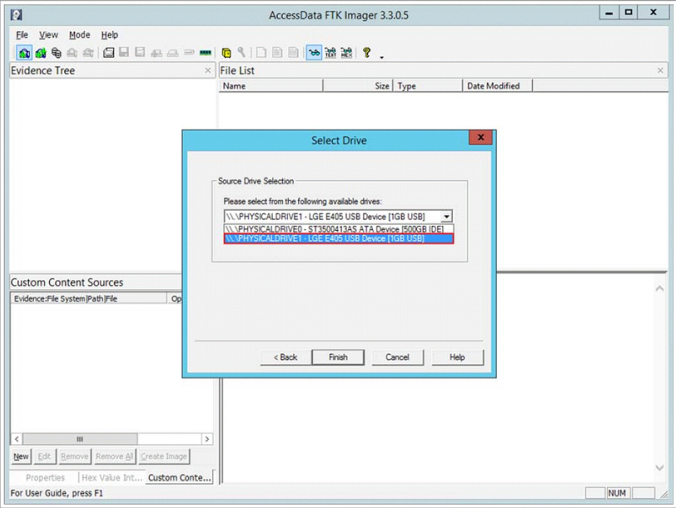 AccessData FTK Imager 3.3.0.5
File View Mode Help
Evidence Tree
File List
Name Size Type Date Modified
Select Drive
Source Drive Selection
Please select from the following available drives:
\\.\PHYSICALDRIVE1 - LGE E405 USB Device [1GB USB]
\\.\PHYSICALDRIVE0 - ST3500413AS ATA Device [500GB IDE]
\\.\PHYSICALDRIVE1 - LGE E405 USB Device [1GB USB]
< Back Finish Cancel Help
Custom Content Sources
Evidence:File System|Path|File Op
New Edit Remove Remove All Create Image
Properties Hex Value Int... Custom Conte...
For User Guide, press F1
NUM